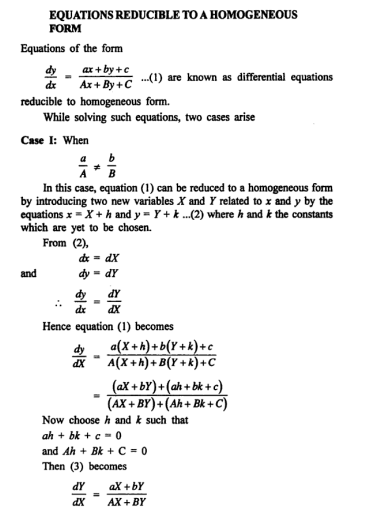 EQUATIONS REDUCIBLE TO A HOMOGENEOUS
FORM
Equations of the form
dy/dx = (ax + by + c)/(Ax + By + C) ...(1) are known as differential equations
reducible to homogeneous form.
While solving such equations, two cases arise
Case I: When
a/A ≠ b/B
In this case, equation (1) can be reduced to a homogeneous form
by introducing two new variables X and Y related to x and y by the
equations x = X + h and y = Y + k ...(2) where h and k the constants
which are yet to be chosen.
From (2),
dx = dX
and dy = dY
∴ dy/dx = dY/dX
Hence equation (1) becomes
dy/dX = (a(X + h) + b(Y + k) + c)/(A(X + h) + B(Y + k) + C)
= ((aX + bY) + (ah + bk + c))/((AX + BY) + (Ah + Bk + C))
Now choose h and k such that
ah + bk + c = 0
and Ah + Bk + C = 0
Then (3) becomes
dY/dX = (aX + bY)/(AX + BY)